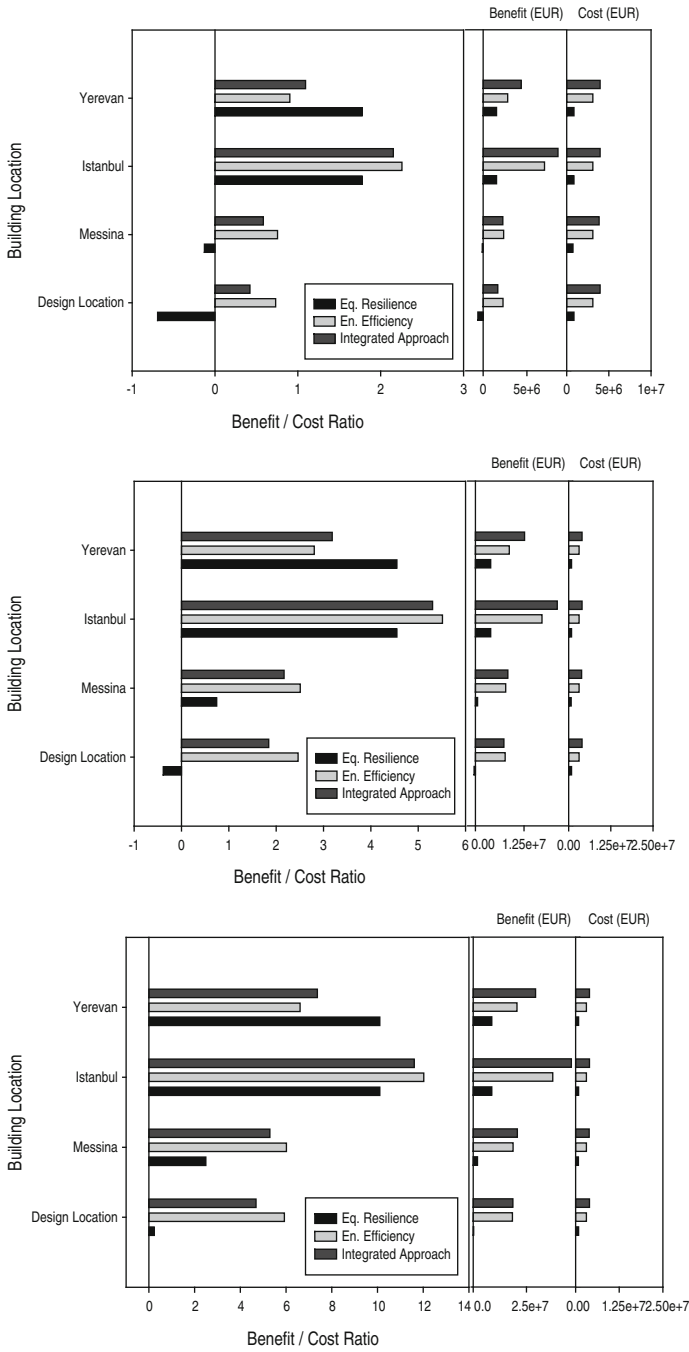 Benefit (EUR) Cost (EUR)
Building Location
Yerevan
Istanbul
Messina
Design Location
Eq. Resilience
En. Efficiency
Integrated Approach
-1 0 1 2 3 0 5e+6 0 5e+6 1e+7
Benefit / Cost Ratio
Benefit (EUR) Cost (EUR)
Building Location
Yerevan
Istanbul
Messina
Design Location
Eq. Resilience
En. Efficiency
Integrated Approach
-1 0 1 2 3 4 5 6 0.00 1.25e+7 0.00 1.25e+7 2.50e+7
Benefit / Cost Ratio
Benefit (EUR) Cost (EUR)
Building Location
Yerevan
Istanbul
Messina
Design Location
Eq. Resilience
En. Efficiency
Integrated Approach
0 2 4 6 8 10 12 14 0.0 2.5e+7 0.00 1.25e+7 2.50e+7
Benefit / Cost Ratio